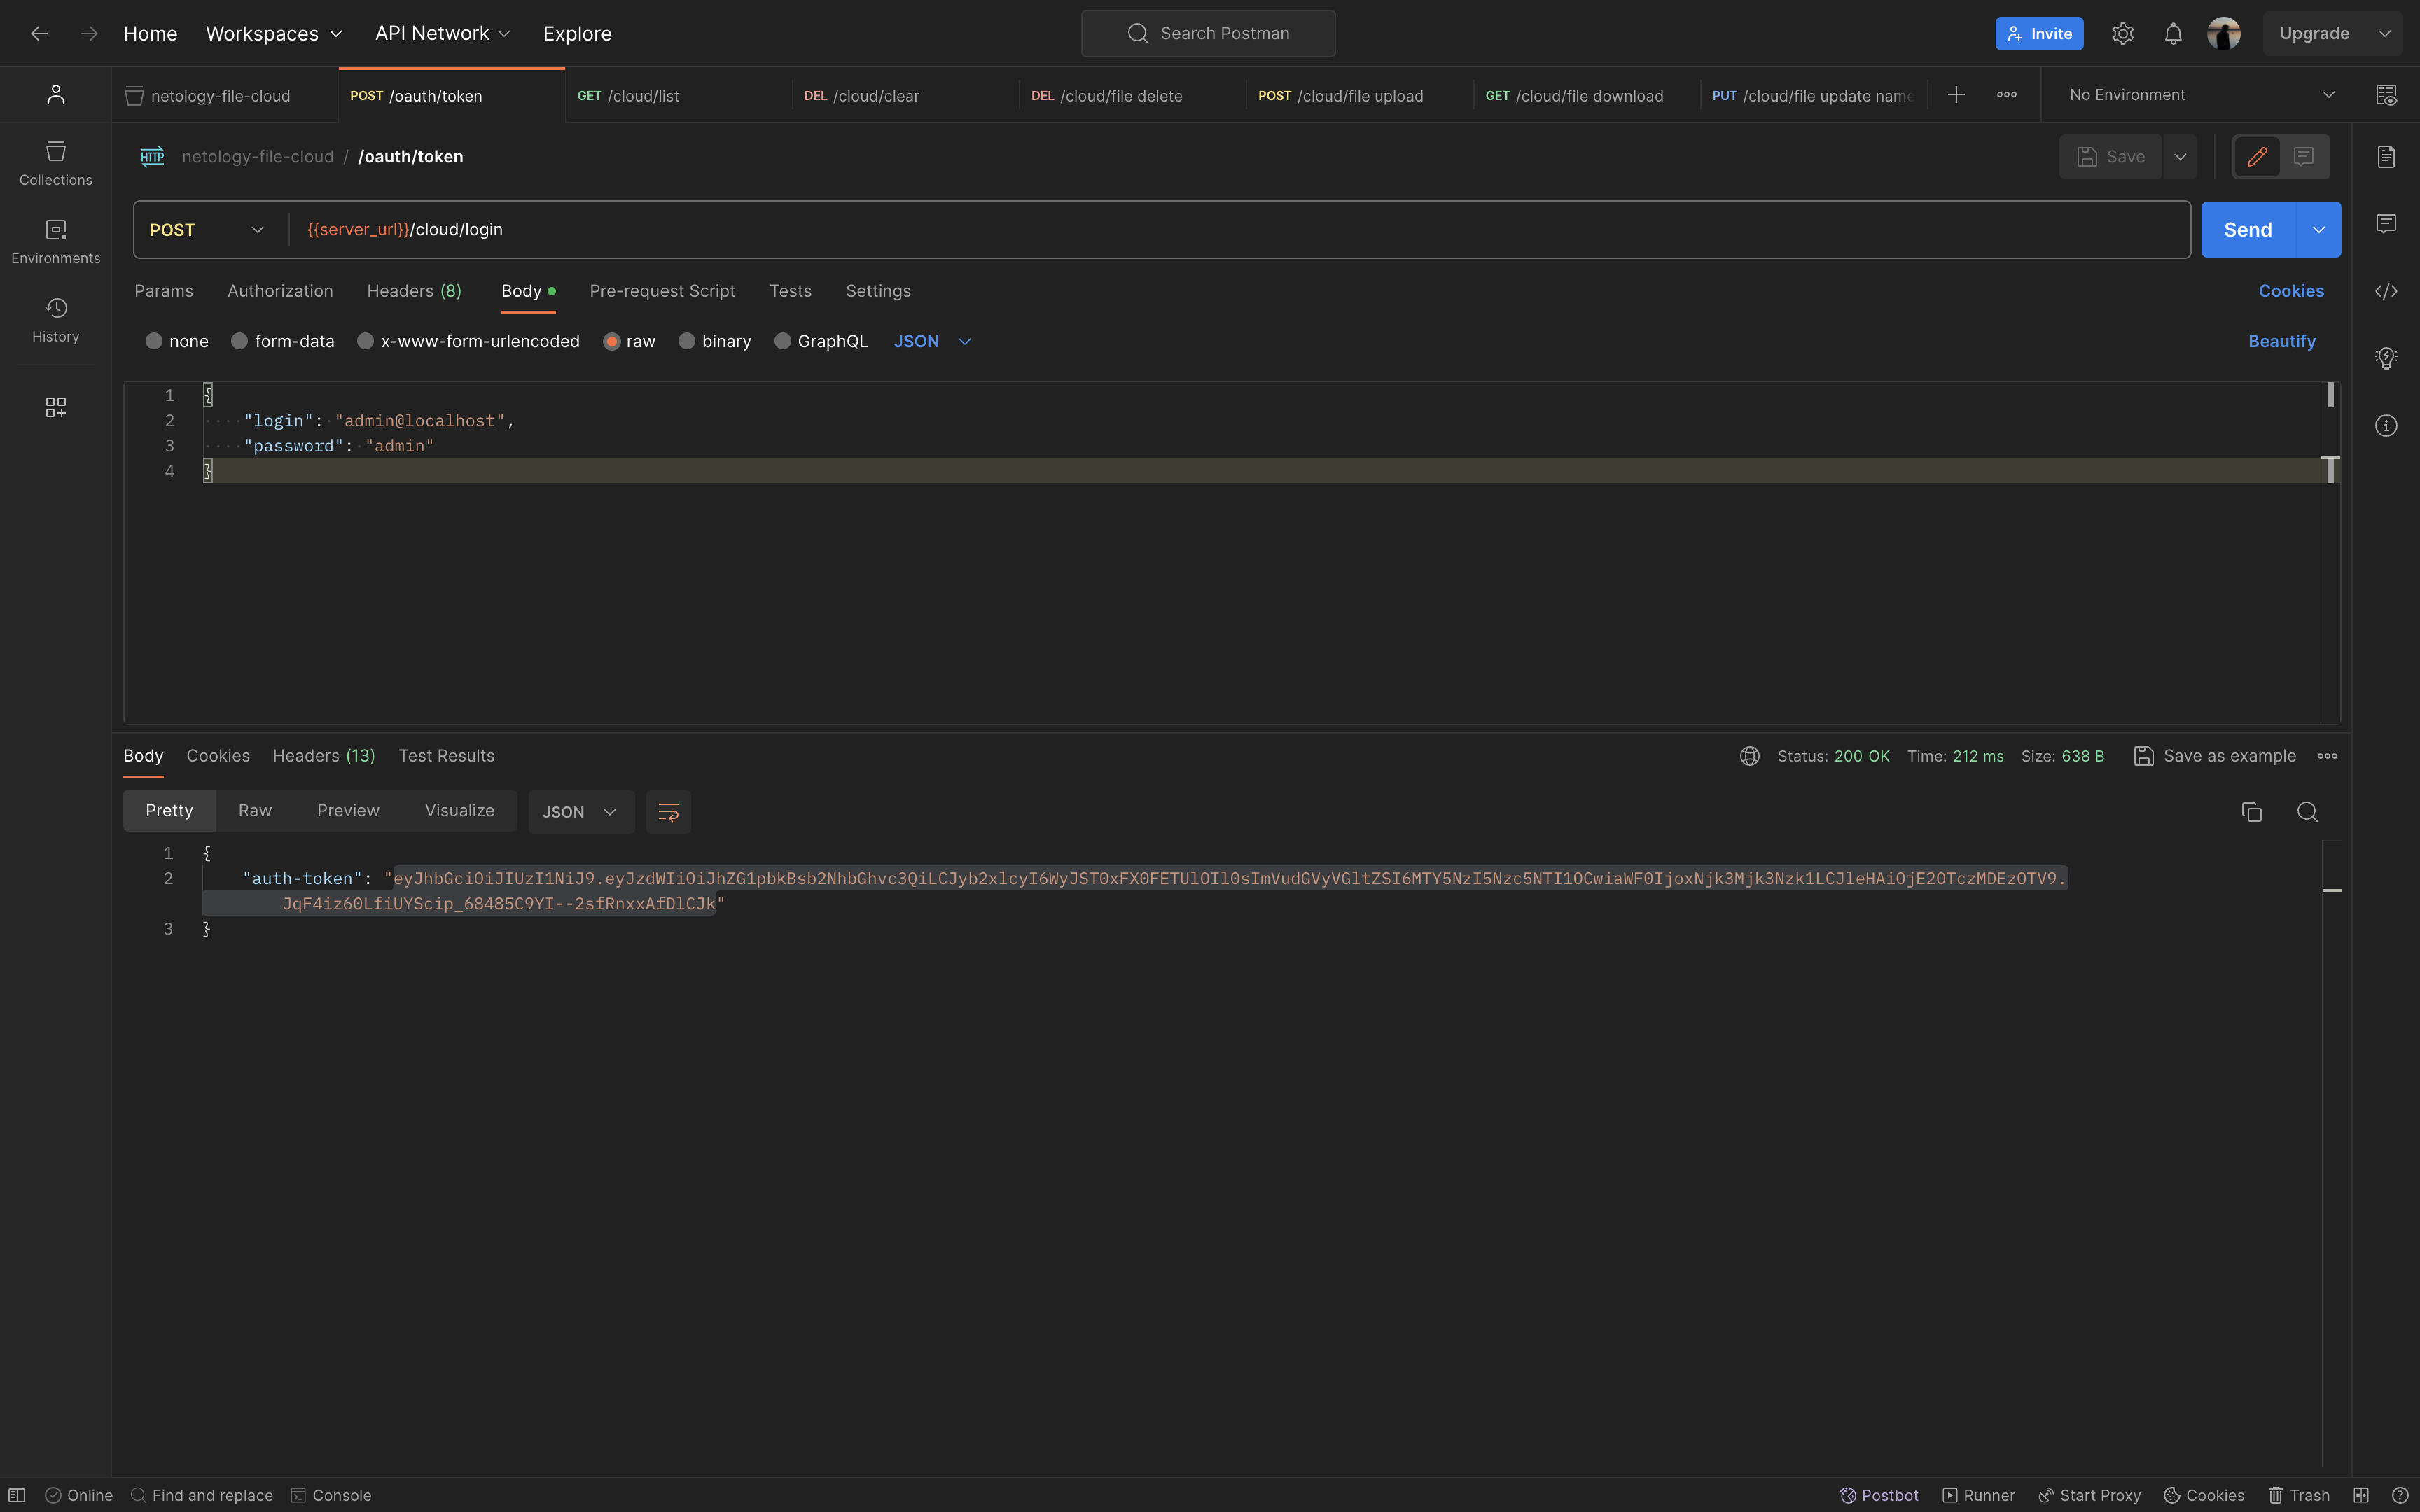 Home Workspaces API Network Explore Search Postman Invite Upgrade
netology-file-cloud POST /oauth/token GET /cloud/list DEL /cloud/clear DEL /cloud/file delete POST /cloud/file upload GET /cloud/file download PUT /cloud/file update name No Environment
HTTP netology-file-cloud / /oauth/token Save
Collections
POST {{server_url}}/cloud/login Send
Environments
Params Authorization Headers (8) Body Pre-request Script Tests Settings Cookies
History
none form-data x-www-form-urlencoded raw binary GraphQL JSON Beautify
1 {
2 "login": "admin@localhost",
3 "password": "admin"
4 }
Body Cookies Headers (13) Test Results Status: 200 OK Time: 212 ms Size: 638 B Save as example
Pretty Raw Preview Visualize JSON
1 {
2 "auth-token": "eyJhbGciOiJIUzI1NiJ9.eyJzdWIiOiJhZG1pbkBsb2NhbGhvc3QiLCJyb2xlcyI6WyJST0xFX0FETUlOIl0sImVudGVyVGltZSI6MTY5NzI5Nzc5NTI1OCwiaWF0IjoxNjk3Mjk3Nzk1LCJleHAiOjE2OTczMDEzOTV9.
JqF4iz60LfiUYScip_68485C9YI--2sfRnxxAfDlCJk"
3 }
Online Find and replace Console Postbot Runner Start Proxy Cookies Trash